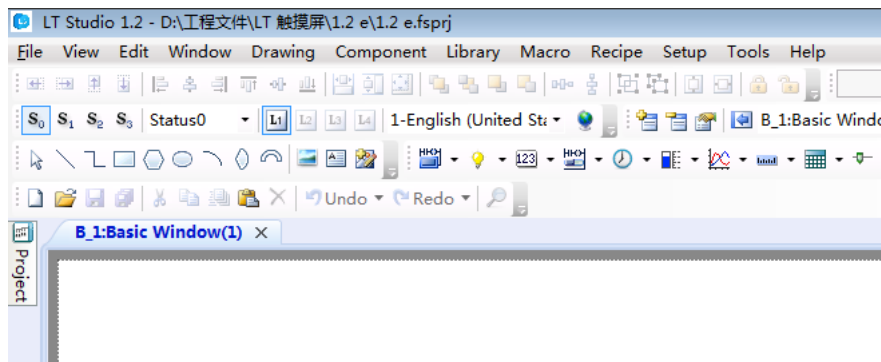 LT Studio 1.2 - D:\工程文件\LT 触摸屏\1.2 e\1.2 e.fsprj
File View Edit Window Drawing Component Library Macro Recipe Setup Tools Help
S0 S1 S2 S3 Status0 L1 L2 L3 L4 1-English (United Sta B_1:Basic Windo
123
Undo Redo
B_1:Basic Window(1)
Project